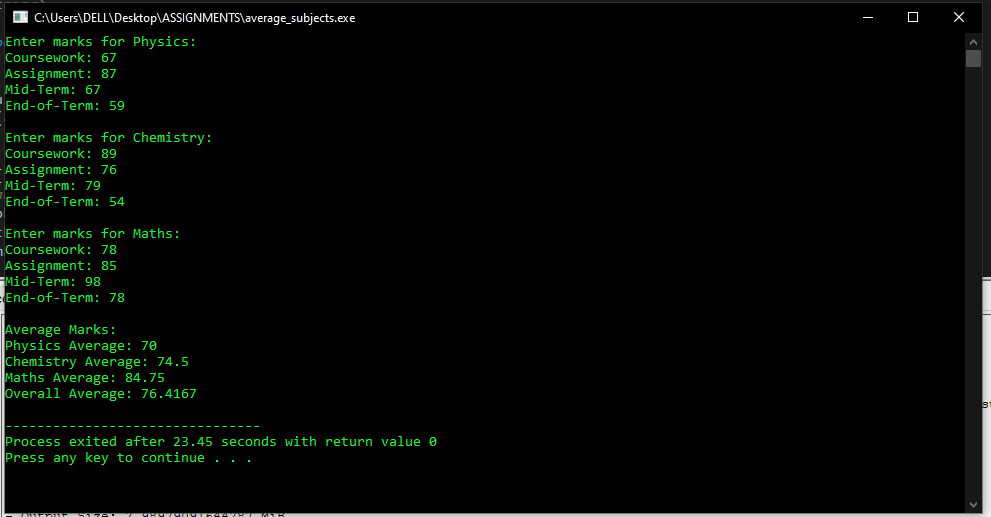 C:\Users\DELL\Desktop\ASSIGNMENTS\average_subjects.exe
Enter marks for Physics:
Coursework: 67
Assignment: 87
Mid-Term: 67
End-of-Term: 59
Enter marks for Chemistry:
Coursework: 89
Assignment: 76
Mid-Term: 79
End-of-Term: 54
Enter marks for Maths:
Coursework: 78
Assignment: 85
Mid-Term: 98
End-of-Term: 78
Average Marks:
Physics Average: 70
Chemistry Average: 74.5
Maths Average: 84.75
Overall Average: 76.4167
--------------------------------
Process exited after 23.45 seconds with return value 0
Press any key to continue . . .